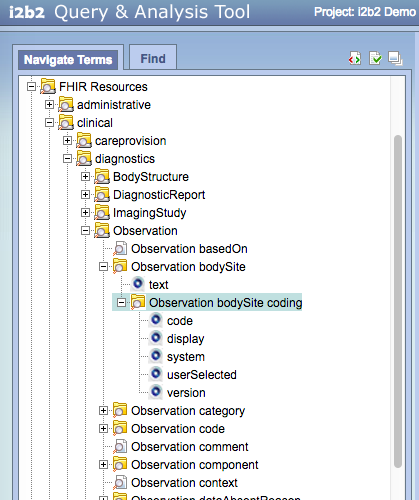 i2b2 Query & Analysis Tool Project: i2b2 Demo
Navigate Terms Find
FHIR Resources
administrative
clinical
careprovision
diagnostics
BodyStructure
DiagnosticReport
ImagingStudy
Observation
Observation basedOn
Observation bodySite
text
Observation bodySite coding
code
display
system
userSelected
version
Observation category
Observation code
Observation comment
Observation component
Observation context
Observation dataAbsentReason